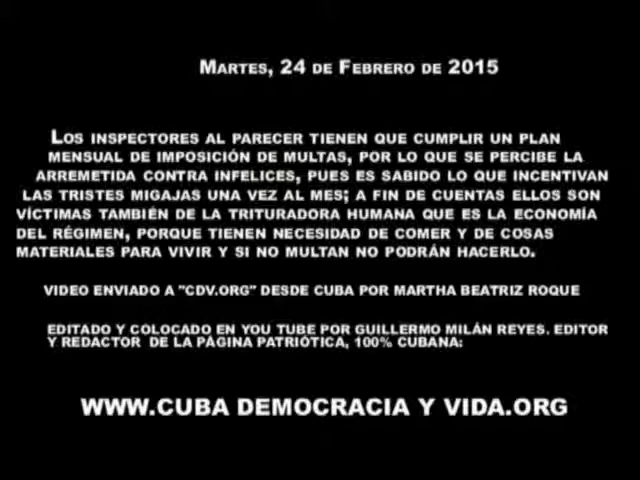 MARTES, 24 DE FEBRERO DE 2015
LOS INSPECTORES AL PARECER TIENEN QUE CUMPLIR UN PLAN
MENSUAL DE IMPOSICIÓN DE MULTAS, POR LO QUE SE PERCIBE LA
ARREMETIDA CONTRA INFELICES, PUES ES SABIDO LO QUE INCENTIVAN
LAS TRISTES MIGAJAS UNA VEZ AL MES; A FIN DE CUENTAS ELLOS SON
VÍCTIMAS TAMBIÉN DE LA TRITURADORA HUMANA QUE ES LA ECONOMÍA
DEL RÉGIMEN, PORQUE TIENEN NECESIDAD DE COMER Y DE COSAS
MATERIALES PARA VIVIR Y SI NO MULTAN NO PODRÁN HACERLO.
VIDEO ENVIADO A "CDV.ORG" DESDE CUBA POR MARTHA BEATRIZ ROQUE
EDITADO Y COLOCADO EN YOU TUBE POR GUILLERMO MILÁN REYES. EDITOR
Y REDACTOR DE LA PÁGINA PATRIÓTICA, 100% CUBANA:
WWW.CUBA DEMOCRACIA Y VIDA.ORG